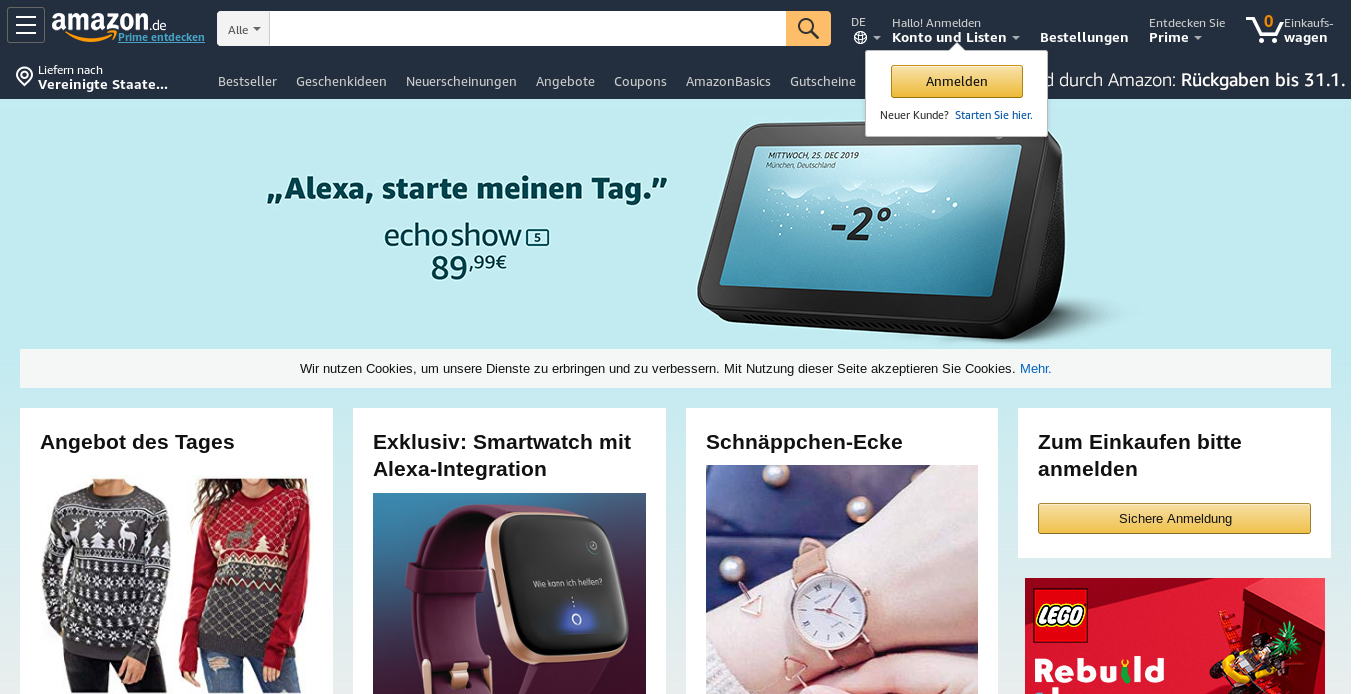 amazon.de
Prime entdecken
Alle
DE
Hallo! Anmelden
Konto und Listen
Bestellungen
Entdecken Sie
Prime
0
Einkaufs-
wagen
Liefern nach
Vereinigte Staate...
Bestseller
Geschenkideen
Neuerscheinungen
Angebote
Coupons
AmazonBasics
Gutscheine
durch Amazon: Rückgaben bis 31.1.
Anmelden
Neuer Kunde? Starten Sie hier.
„Alexa, starte meinen Tag.”
echo show 5
89,99€
MITTWOCH, 25. DEC 2019
München, Deutschland
-2°
Wir nutzen Cookies, um unsere Dienste zu erbringen und zu verbessern. Mit Nutzung dieser Seite akzeptieren Sie Cookies. Mehr.
Angebot des Tages
Exklusiv: Smartwatch mit
Alexa-Integration
Wie kann ich helfen?
Schnäppchen-Ecke
Zum Einkaufen bitte
anmelden
Sichere Anmeldung
LEGO
Rebuild